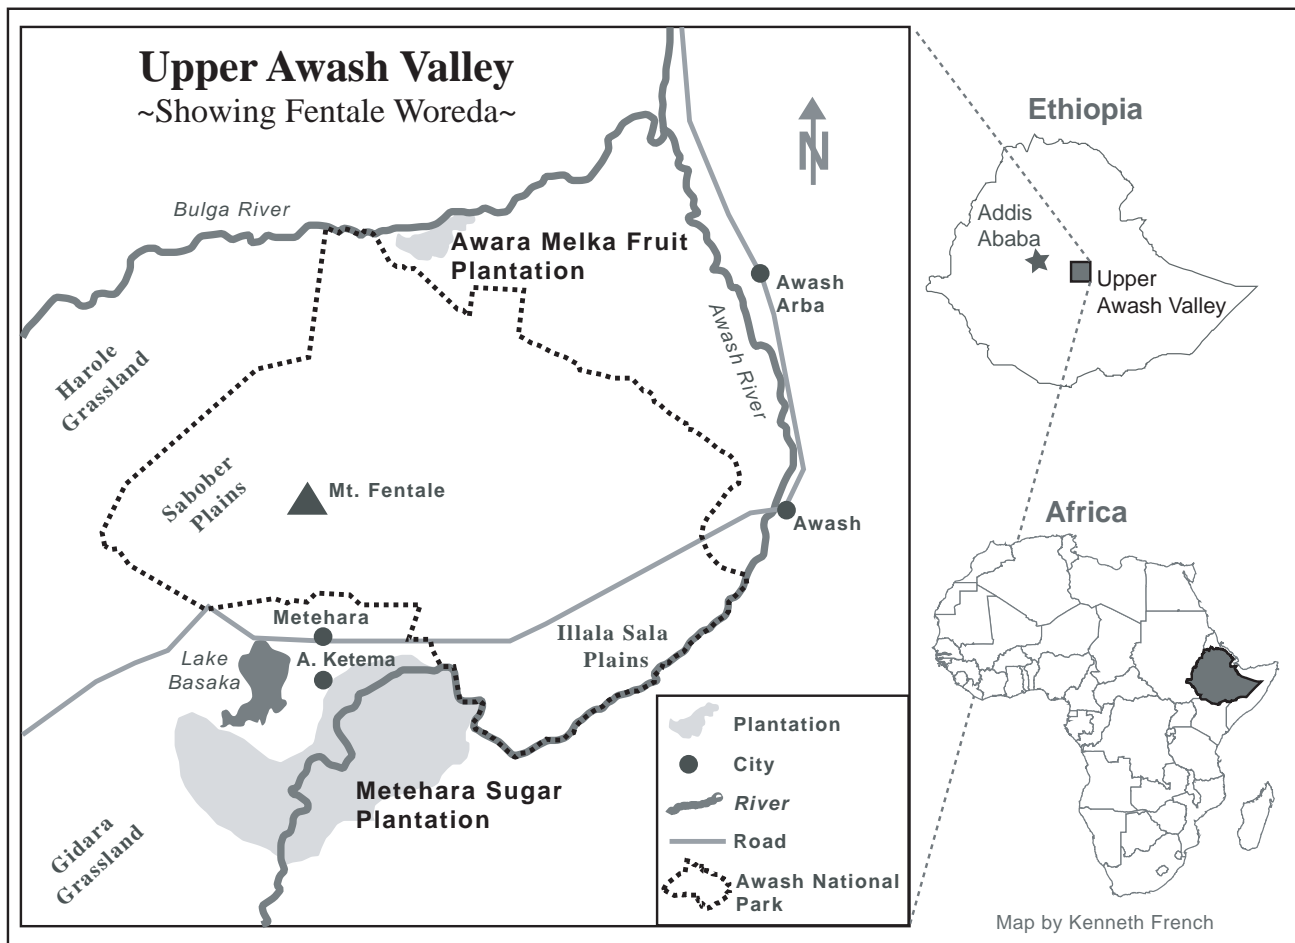 Upper Awash Valley
~Showing Fentale Woreda~
N
Bulga River
Awara Melka Fruit
Plantation
Awash
Arba
Awash River
Harole
Grassland
Sabober
Plains
Mt. Fentale
Awash
Metehara
A. Ketema
Lake
Basaka
Illala Sala
Plains
Metehara Sugar
Plantation
Gidara
Grassland
Plantation
City
River
Road
Awash National
Park
Ethiopia
Addis
Ababa
Upper
Awash Valley
Africa
Map by Kenneth French